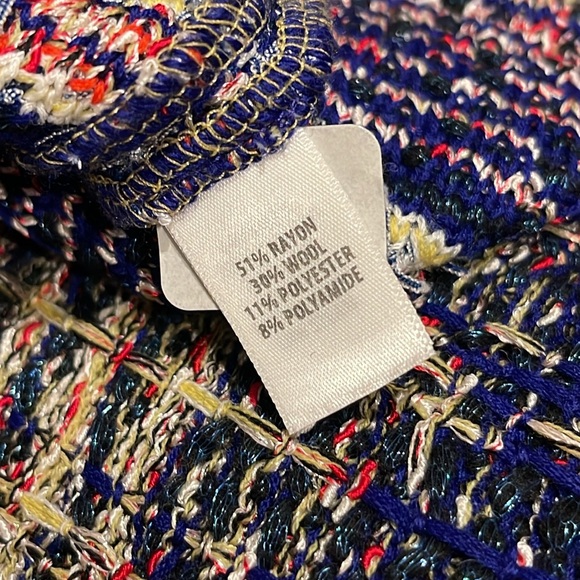 51% RAYON
30% WOOL
11% POLYESTER
8% POLYAMIDE